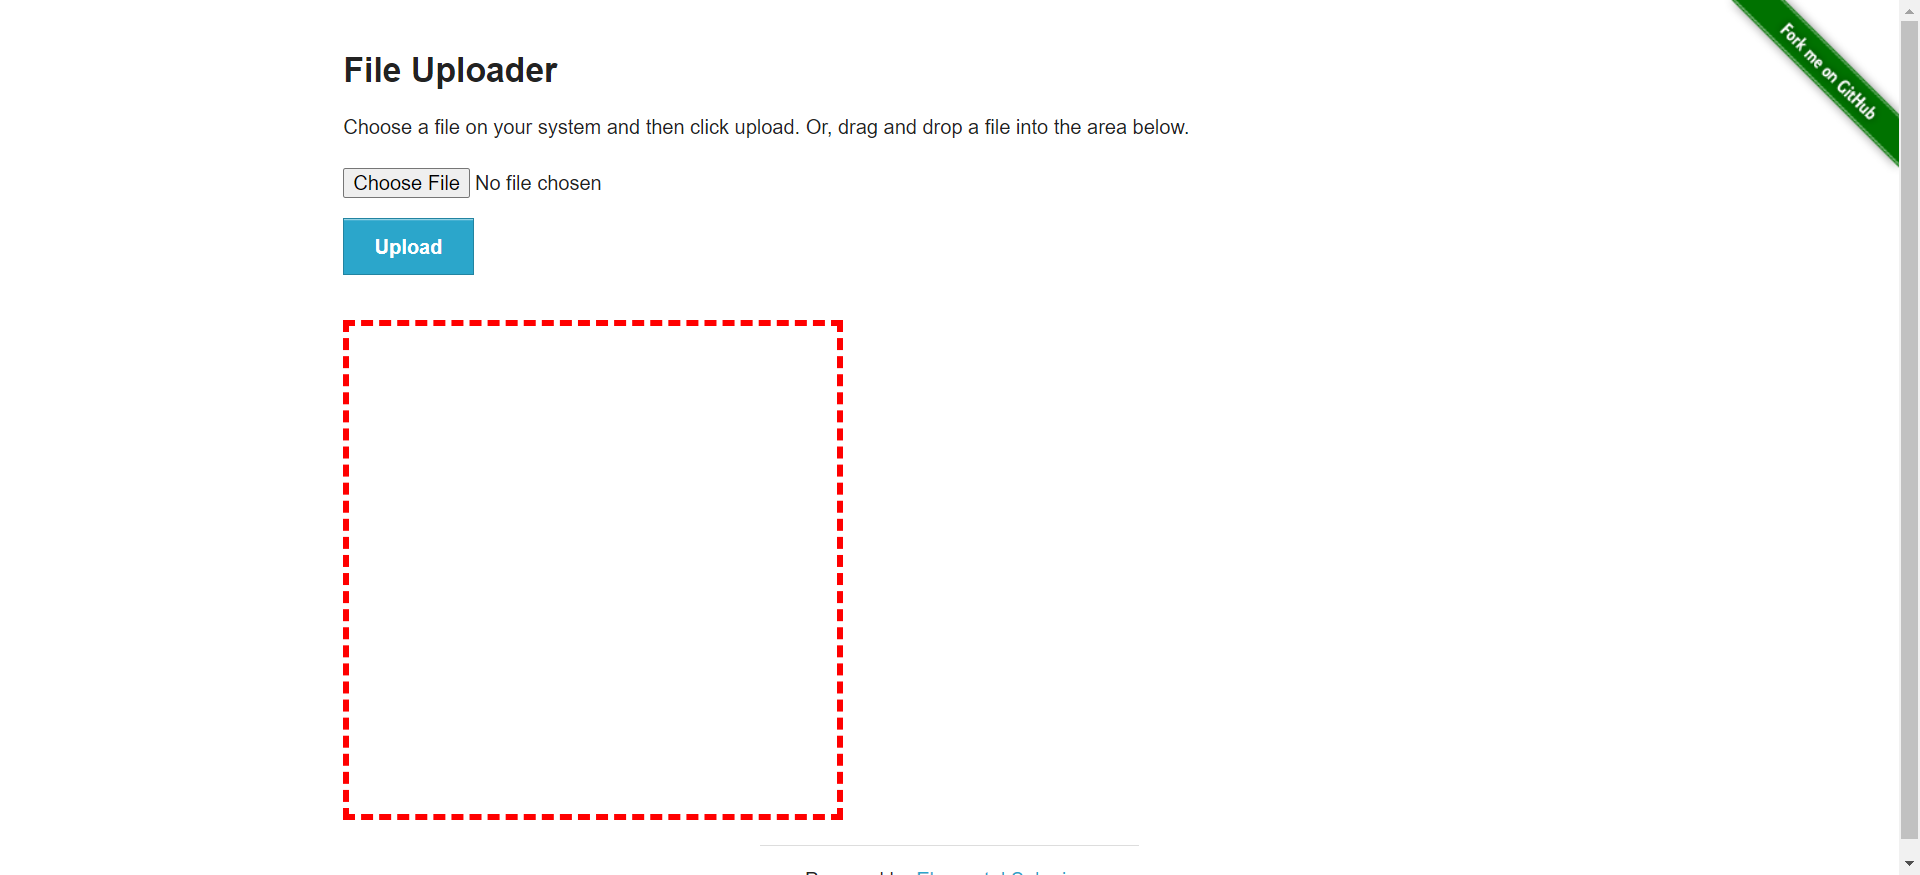 Fork me on GitHub
File Uploader
Choose a file on your system and then click upload. Or, drag and drop a file into the area below.
Choose File No file chosen
Upload